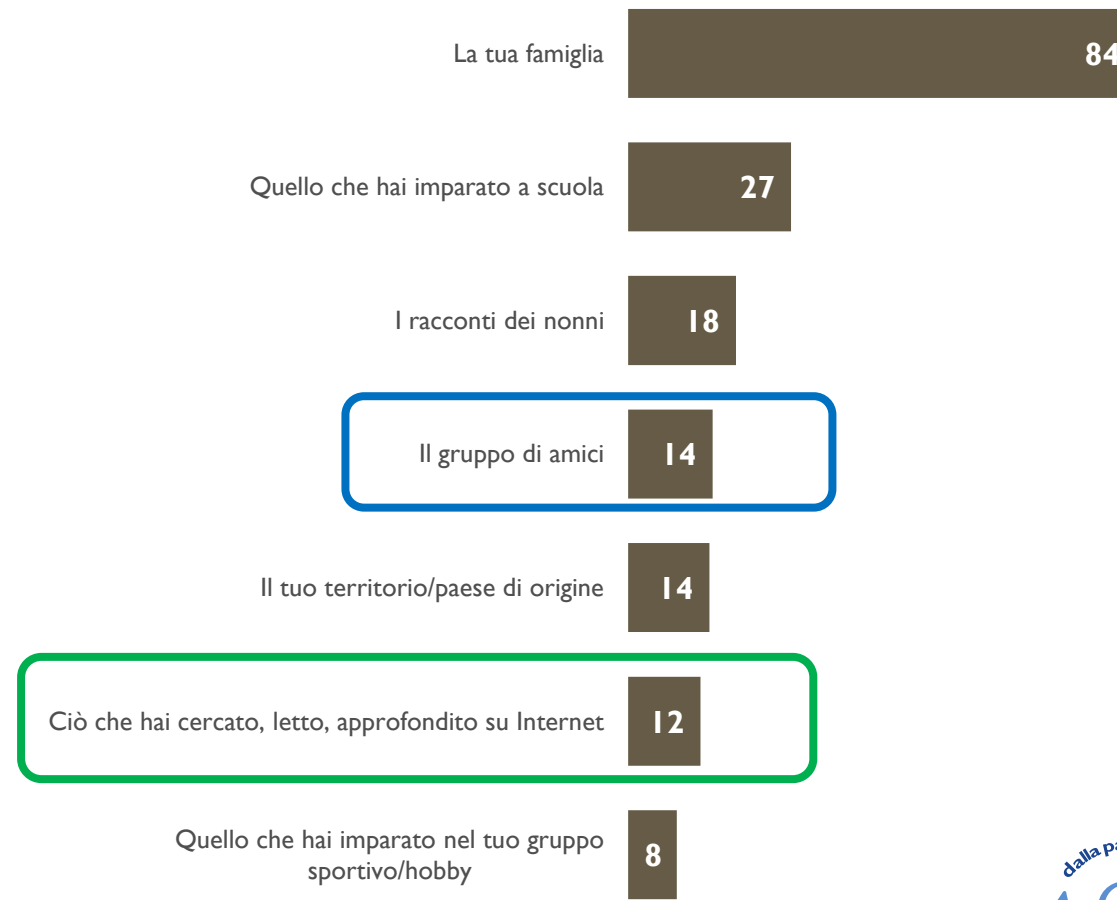 La tua famiglia 84
Quello che hai imparato a scuola 27
I racconti dei nonni 18
Il gruppo di amici 14
Il tuo territorio/paese di origine 14
Ciò che hai cercato, letto, approfondito su Internet 12
Quello che hai imparato nel tuo gruppo
sportivo/hobby 8
dalla